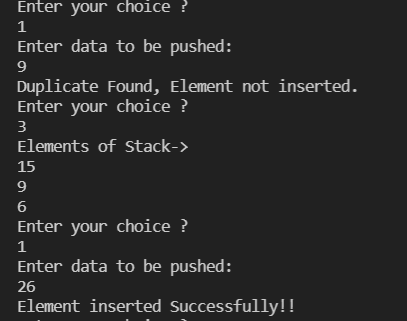 Enter your choice ?
1
Enter data to be pushed:
9
Duplicate Found, Element not inserted.
Enter your choice ?
3
Elements of Stack->
15
9
6
Enter your choice ?
1
Enter data to be pushed:
26
Element inserted Successfully!!